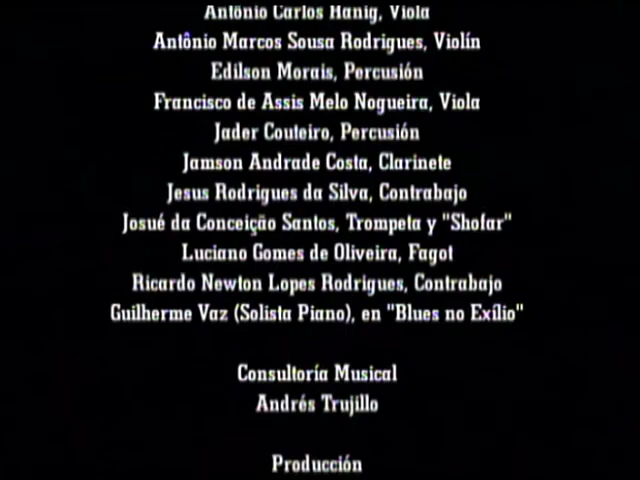 Antônio Carlos Hanig, Viola
Antônio Marcos Sousa Rodrigues, Violín
Edilson Morais, Percusión
Francisco de Assis Melo Nogueira, Viola
Jader Couteiro, Percusión
Jamson Andrade Costa, Clarinete
Jesus Rodrigues da Silva, Contrabajo
Josué da Conceição Santos, Trompeta y "Shofar"
Luciano Gomes de Oliveira, Fagot
Ricardo Newton Lopes Rodrigues, Contrabajo
Guilherme Vaz (Solista Piano), en "Blues no Exílio"
Consultoría Musical
Andrés Trujillo
Producción